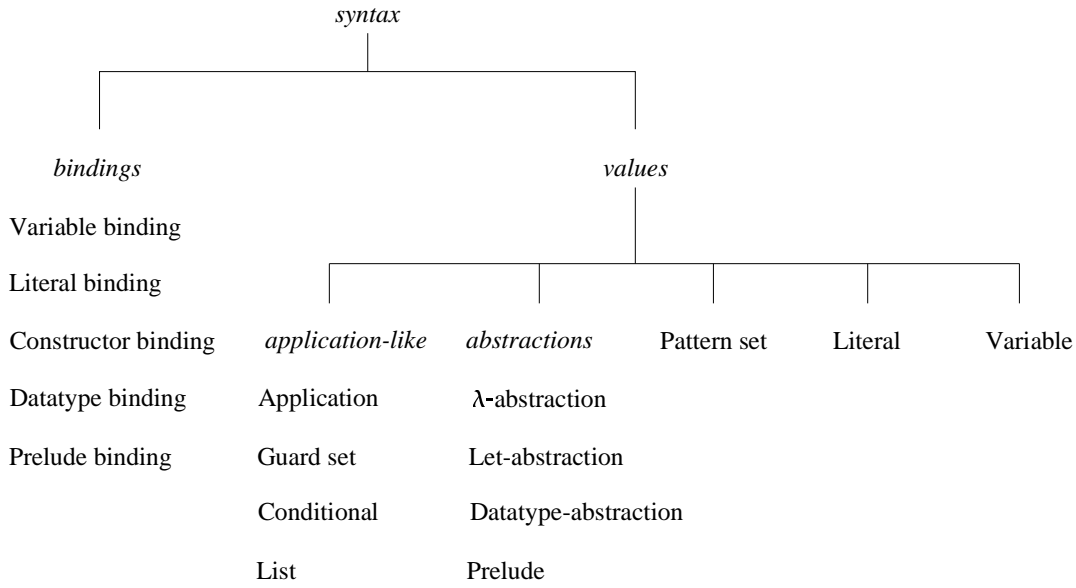 syntax
bindings values
Variable binding
Literal binding
Constructor binding application-like abstractions Pattern set Literal Variable
Datatype binding Application λ-abstraction
Prelude binding Guard set Let-abstraction
Conditional Datatype-abstraction
List Prelude